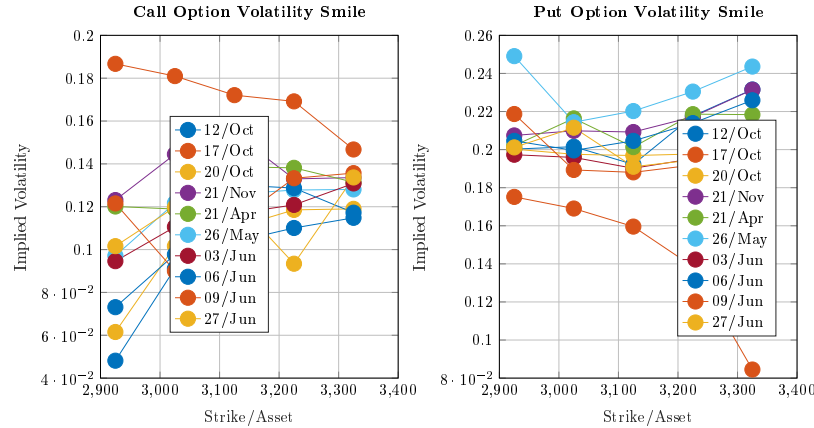 Call Option Volatility Smile
0.2
0.18
0.16
0.14
0.12
0.1
8 · 10⁻²
6 · 10⁻²
4 · 10⁻²
2,900
3,000
3,100
3,200
3,300
3,400
Strike/Asset
Implied Volatility
12/Oct
17/Oct
20/Oct
21/Nov
21/Apr
26/May
03/Jun
06/Jun
09/Jun
27/Jun
Put Option Volatility Smile
0.26
0.24
0.22
0.2
0.18
0.16
0.14
0.12
0.1
8 · 10⁻²
2,900
3,000
3,100
3,200
3,300
3,400
Strike/Asset
Implied Volatility
12/Oct
17/Oct
20/Oct
21/Nov
21/Apr
26/May
03/Jun
06/Jun
09/Jun
27/Jun